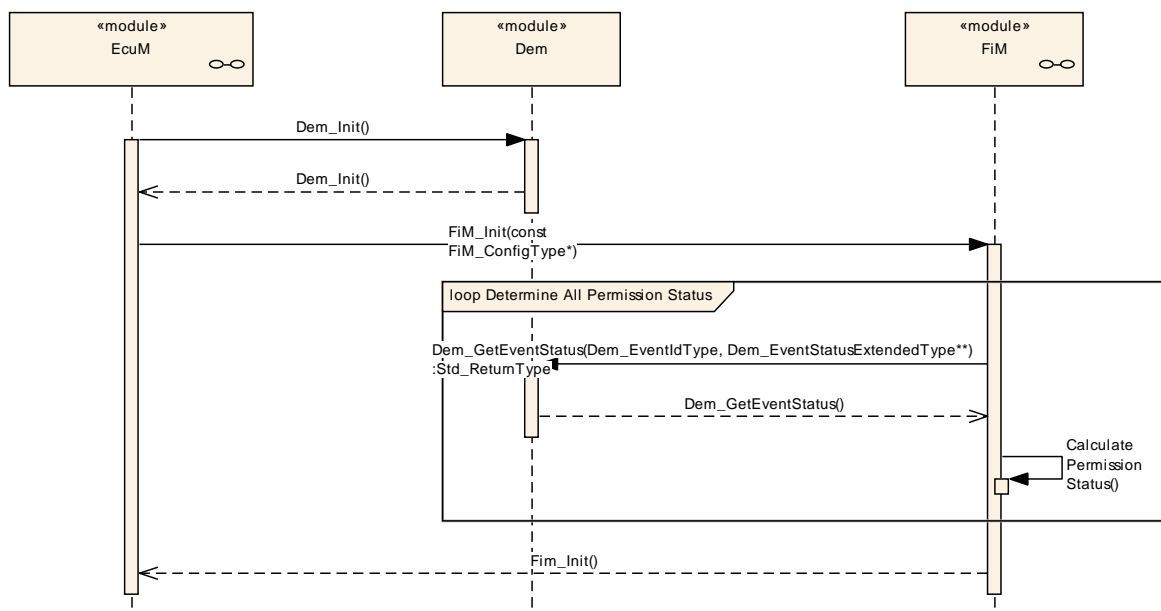 «module»
EcuM
«module»
Dem
«module»
FiM
Dem_Init()
Dem_Init()
FiM_Init(const
FiM_ConfigType*)
loop Determine All Permission Status
Dem_GetEventStatus(Dem_EventIdType, Dem_EventStatusExtendedType**)
:Std_ReturnType
Dem_GetEventStatus()
Calculate
Permission
Status()
Fim_Init()